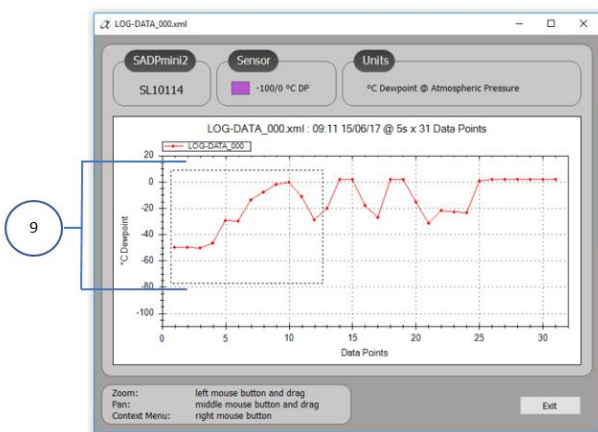 LOG-DATA_000.xml
SADPmini2
SL10114
Sensor
-100/0 °C DP
Units
°C Dewpoint @ Atmospheric Pressure
LOG-DATA_000.xml : 09:11 15/06/17 @ 5s x 31 Data Points
LOG-DATA_000
20
0
-20
-40
-60
-80
-100
°C Dewpoint
0 5 10 15 20 25 30
Data Points
9
Zoom: left mouse button and drag
Pan: middle mouse button and drag
Context Menu: right mouse button
Exit